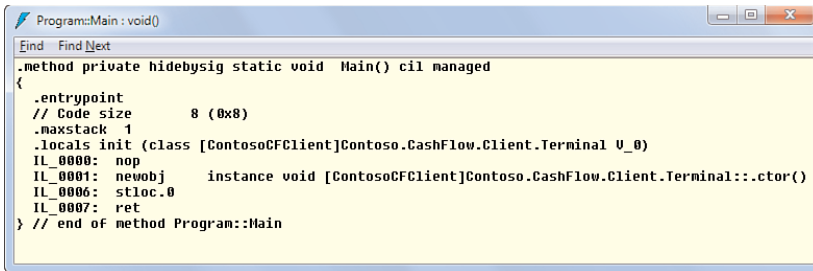 Program::Main : void()
Find Find Next
.method private hidebysig static void  Main() cil managed
{
  .entrypoint
  // Code size       8 (0x8)
  .maxstack  1
  .locals init (class [ContosoCFClient]Contoso.CashFlow.Client.Terminal V_0)
  IL_0000:  nop
  IL_0001:  newobj     instance void [ContosoCFClient]Contoso.CashFlow.Client.Terminal::.ctor()
  IL_0006:  stloc.0
  IL_0007:  ret
} // end of method Program::Main